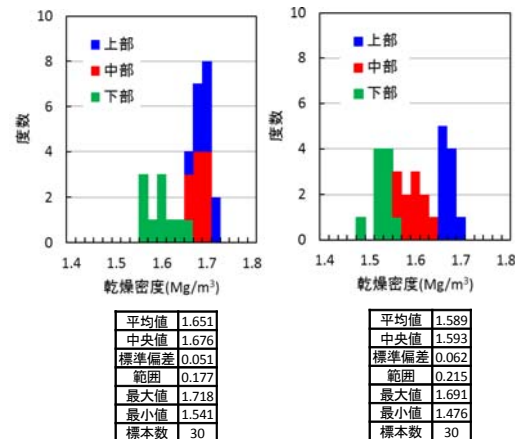 10
8
6
4
2
0
度数
上部
中部
下部
1.4 1.5 1.6 1.7 1.8
乾燥密度(Mg/m³)
平均値 1.651
中央値 1.676
標準偏差 0.051
範囲 0.177
最大値 1.718
最小値 1.541
標本数 30
10
8
6
4
2
0
度数
上部
中部
下部
1.4 1.5 1.6 1.7 1.8
乾燥密度(Mg/m³)
平均値 1.589
中央値 1.593
標準偏差 0.062
範囲 0.215
最大値 1.691
最小値 1.476
標本数 30